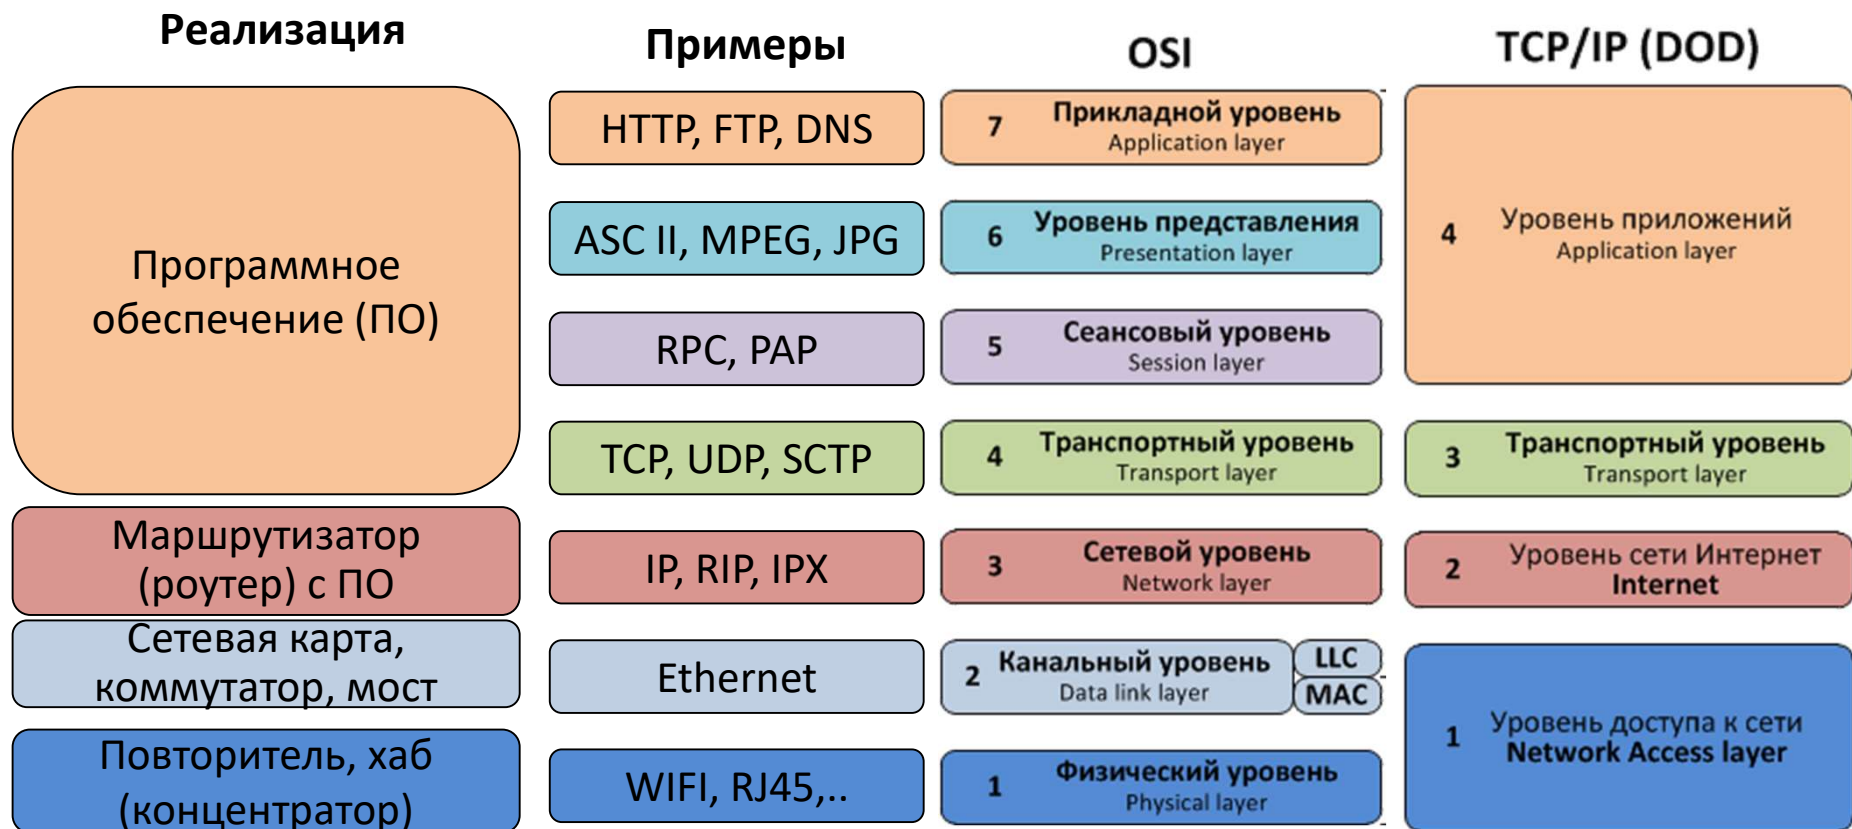 Реализация
Примеры
OSI
TCP/IP (DOD)
Программное
обеспечение (ПО)
HTTP, FTP, DNS
7 Прикладной уровень
Application layer
4 Уровень приложений
Application layer
ASC II, MPEG, JPG
6 Уровень представления
Presentation layer
RPC, PAP
5 Сеансовый уровень
Session layer
TCP, UDP, SCTP
4 Транспортный уровень
Transport layer
3 Транспортный уровень
Transport layer
Маршрутизатор
(роутер) с ПО
IP, RIP, IPX
3 Сетевой уровень
Network layer
2 Уровень сети Интернет
Internet
Сетевая карта,
коммутатор, мост
Ethernet
2 Канальный уровень
Data link layer
LLC
MAC
1 Уровень доступа к сети
Network Access layer
Повторитель, хаб
(концентратор)
WIFI, RJ45,..
1 Физический уровень
Physical layer